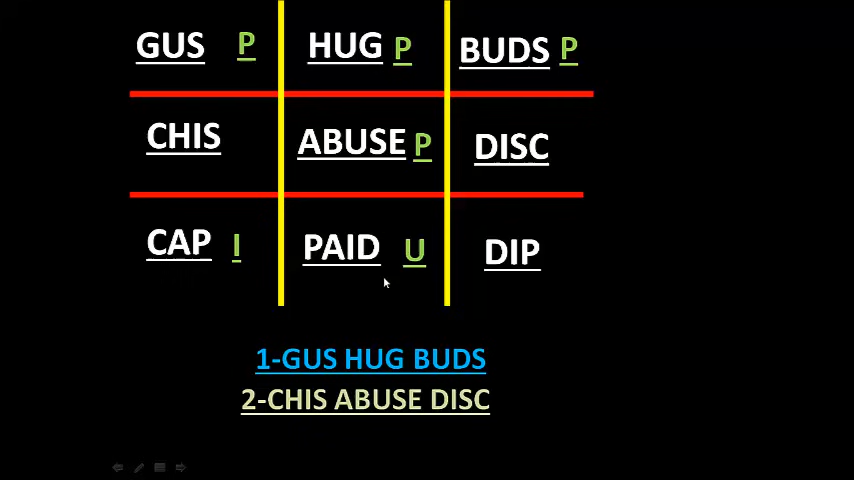 GUS P HUG P BUDS P
CHIS ABUSE P DISC
CAP I PAID U DIP
1-GUS HUG BUDS
2-CHIS ABUSE DISC